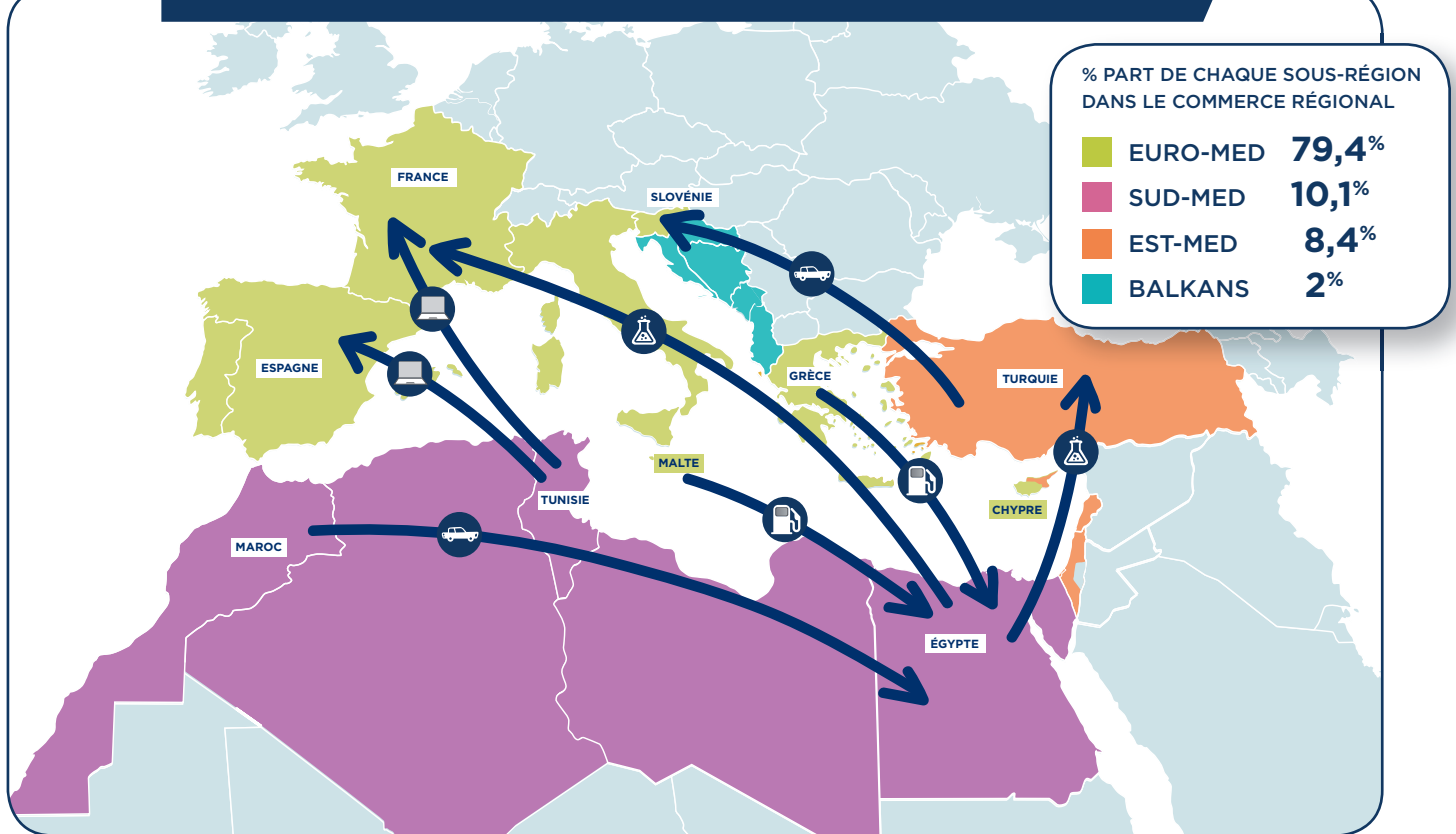 % PART DE CHAQUE SOUS-RÉGION
DANS LE COMMERCE RÉGIONAL
EURO-MED 79,4%
SUD-MED 10,1%
EST-MED 8,4%
BALKANS 2%
FRANCE
SLOVÉNIE
ESPAGNE
GRÈCE
TURQUIE
MALTE
TUNISIE
CHYPRE
MAROC
ÉGYPTE